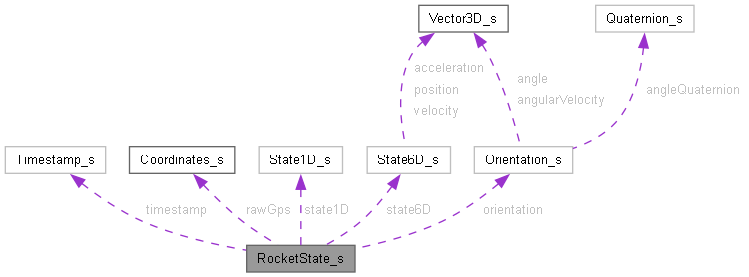 Vector3D_s
Quaternion_s
acceleration
position
velocity
angle
angularVelocity
angleQuaternion
Timestamp_s
Coordinates_s
State1D_s
State6D_s
Orientation_s
timestamp
rawGps
state1D
state6D
orientation
RocketState_s